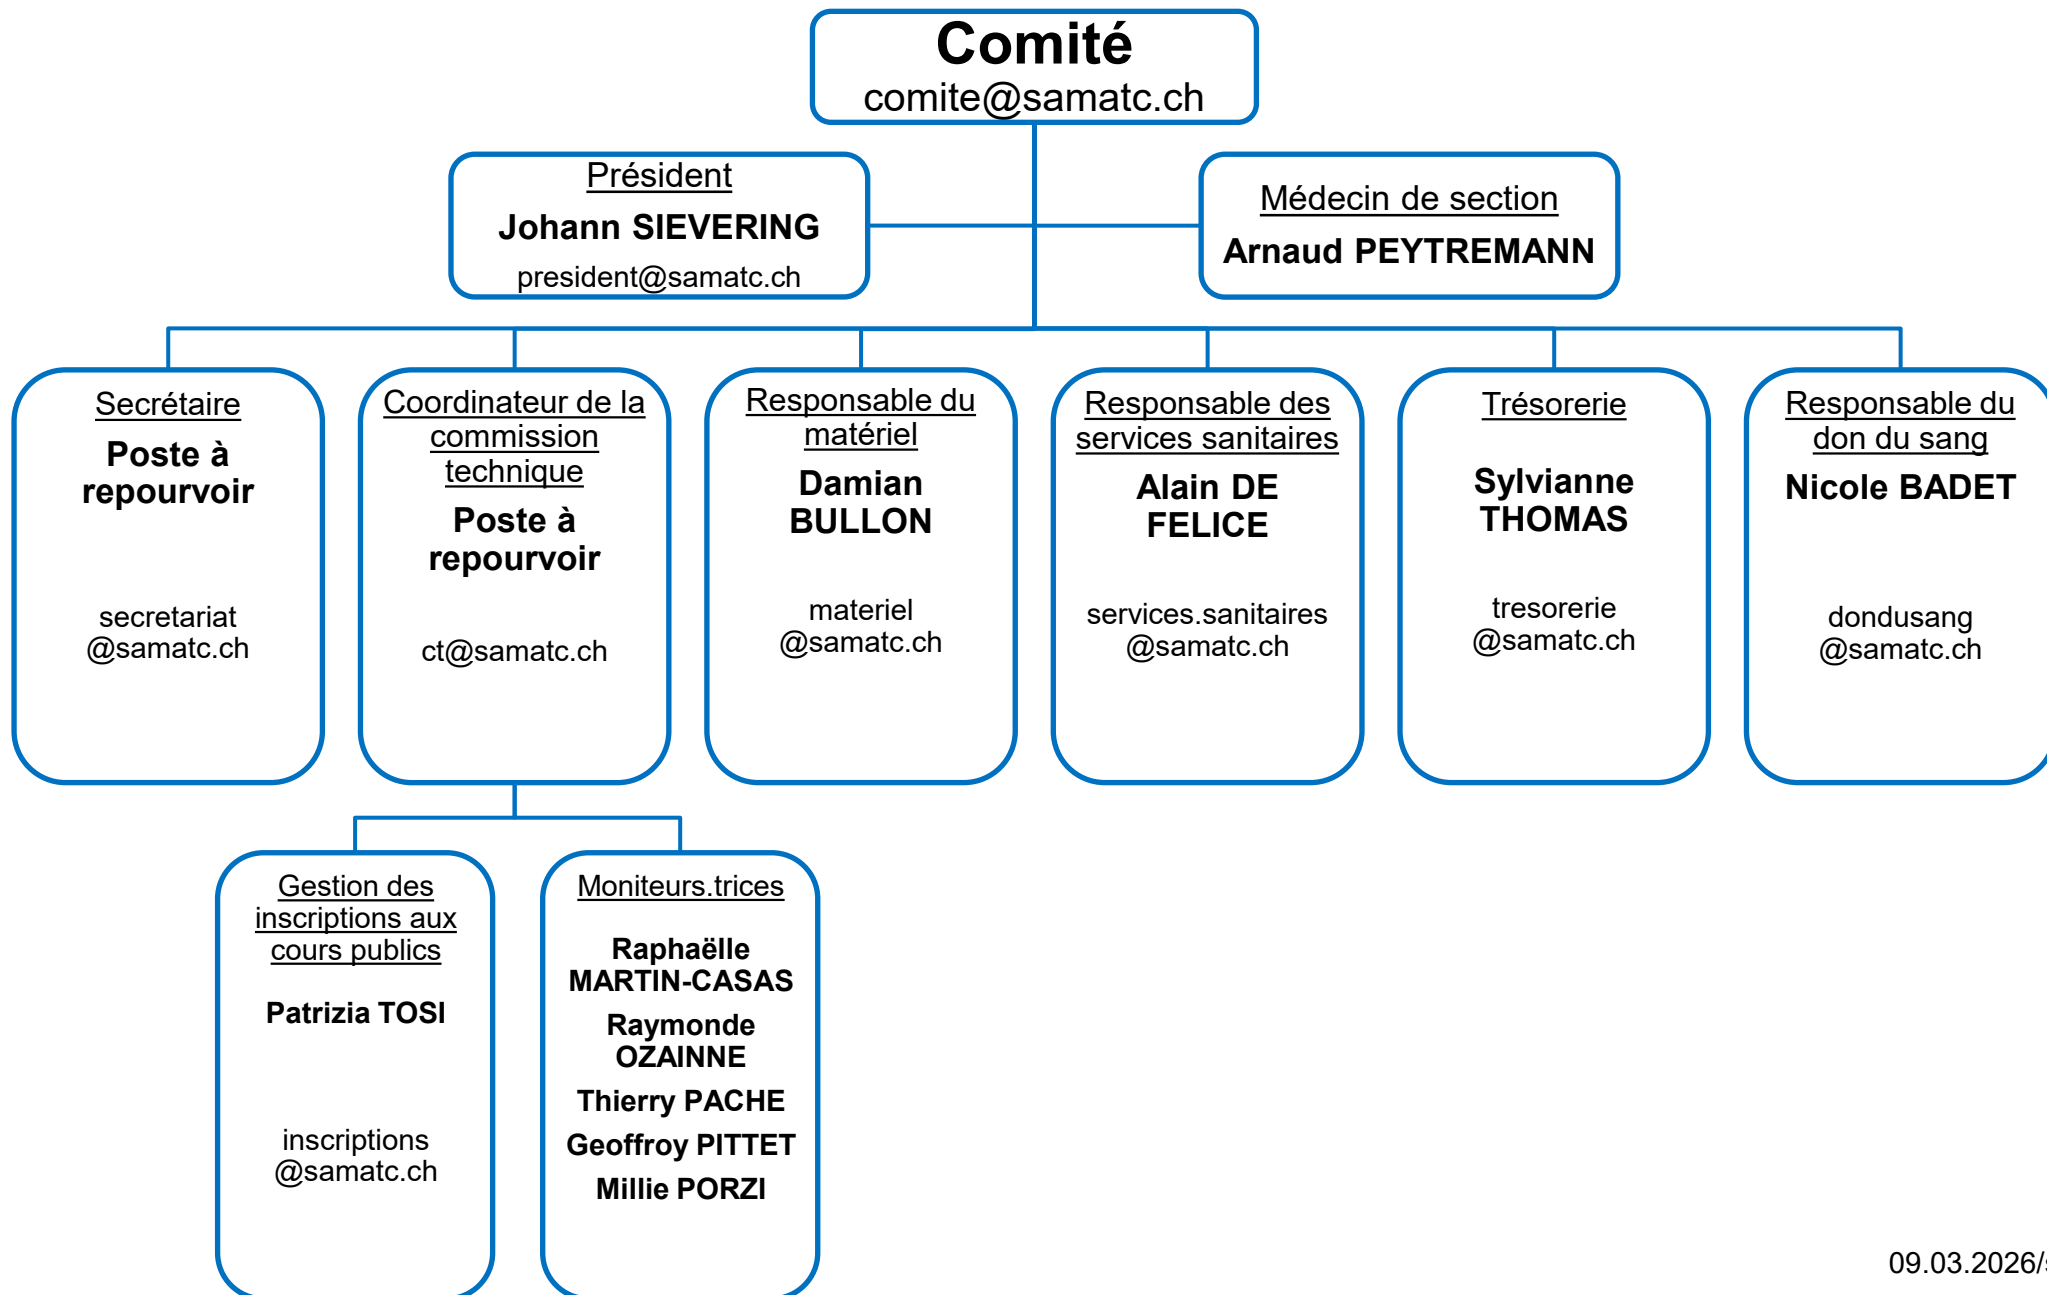 Comité
comite@samatc.ch
Président
Johann SIEVERING
president@samatc.ch
Médecin de section
Arnaud PEYTREMANN
Secrétaire
Poste à
repourvoir
secretariat
@samatc.ch
Coordinateur de la
commission
technique
Poste à
repourvoir
ct@samatc.ch
Responsable du
matériel
Damian
BULLON
materiel
@samatc.ch
Responsable des
services sanitaires
Alain DE
FELICE
services.sanitaires
@samatc.ch
Trésorerie
Sylvianne
THOMAS
tresorerie
@samatc.ch
Responsable du
don du sang
Nicole BADET
dondusang
@samatc.ch
Gestion des
inscriptions aux
cours publics
Patrizia TOSI
inscriptions
@samatc.ch
Moniteurs.trices
Raphaëlle
MARTIN-CASAS
Raymonde
OZAINNE
Thierry PACHE
Geoffroy PITTET
Millie PORZI
09.03.2026/